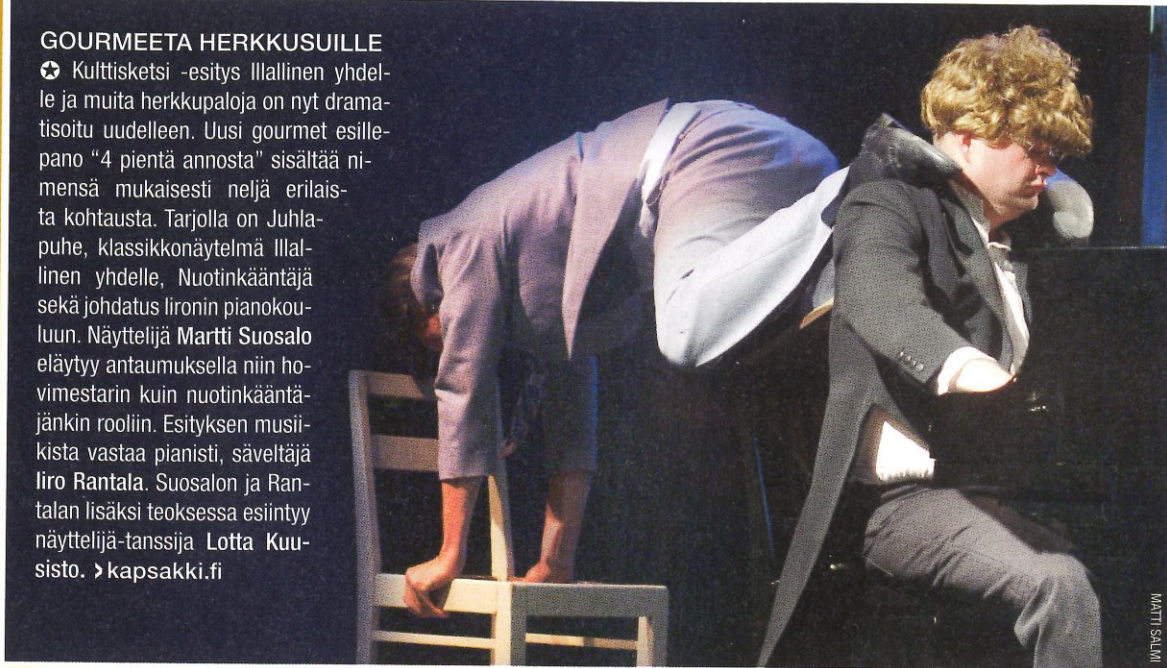 GOURMEETA HERKKUSUILLE
✪ Kulttisketsi -esitys Illallinen yhdel-
le ja muita herkkupaloja on nyt drama-
tisoitu uudelleen. Uusi gourmet esille-
pano “4 pientä annosta” sisältää ni-
mensä mukaisesti neljä erilais-
ta kohtausta. Tarjolla on Juhla-
puhe, klassikkonäytelmä Illal-
linen yhdelle, Nuotinkääntäjä
sekä johdatus Iironin pianokou-
luun. Näyttelijä Martti Suosalo
eläytyy antaumuksella niin ho-
vimestarin kuin nuotinkääntä-
jänkin rooliin. Esityksen musii-
kista vastaa pianisti, säveltäjä
Iiro Rantala. Suosalon ja Ran-
talan lisäksi teoksessa esiintyy
näyttelijä-tanssija Lotta Kuu-
sisto. ›kapsakki.fi
MATTI SALMI